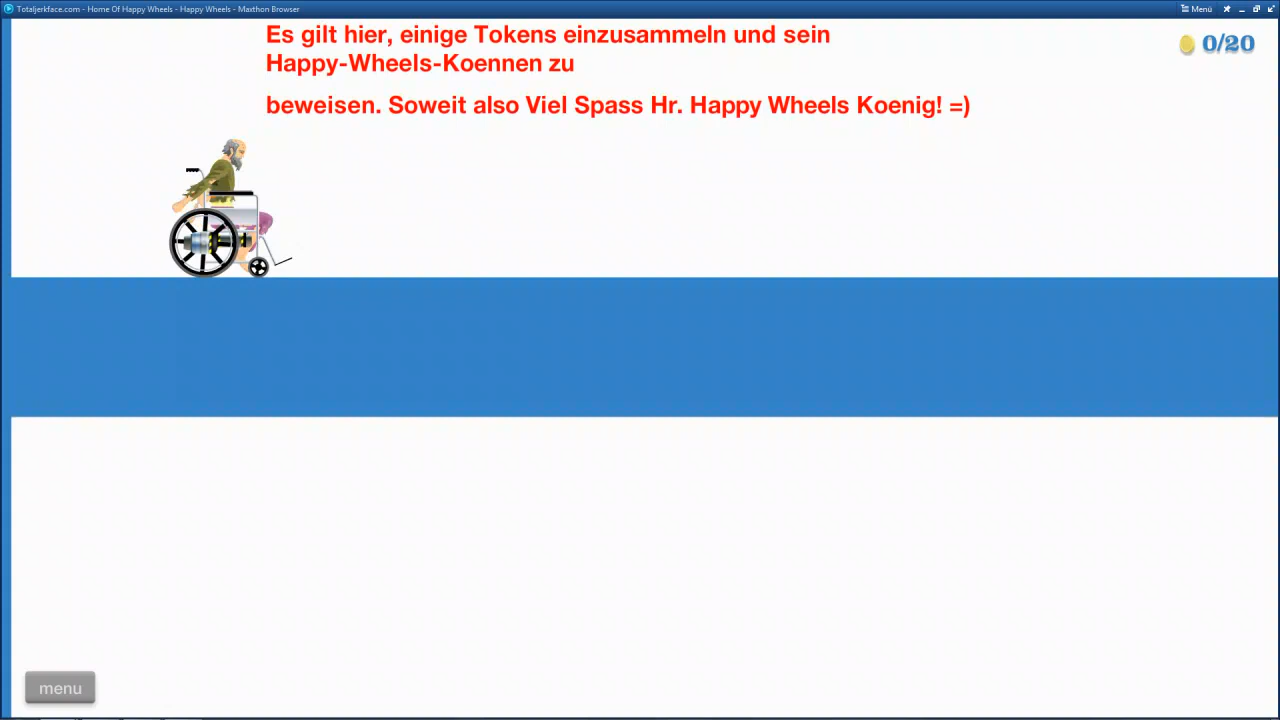 Totaljerkface.com - Home Of Happy Wheels - Happy Wheels - Maxthon Browser
Menü
Es gilt hier, einige Tokens einzusammeln und sein
Happy-Wheels-Koennen zu
beweisen. Soweit also Viel Spass Hr. Happy Wheels Koenig! =)
0/20
menu